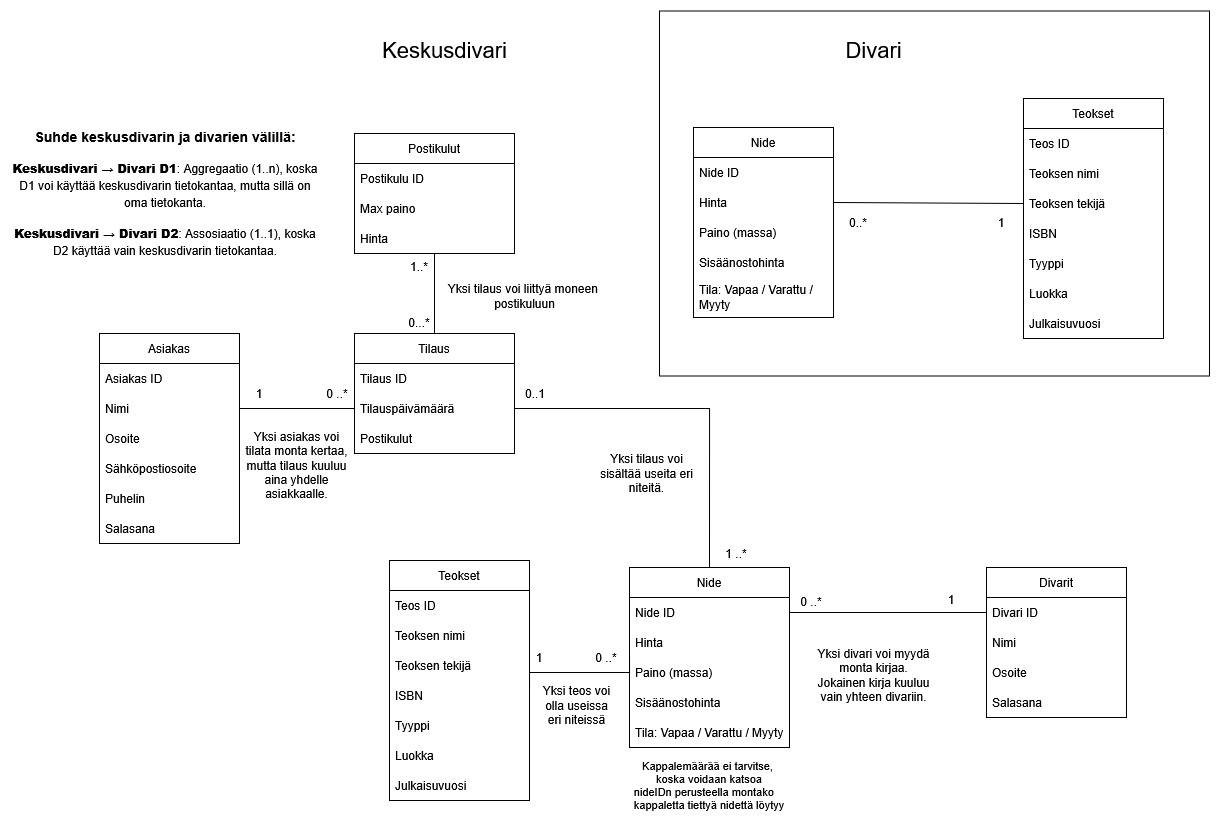 Keskusdivari
Divari
Suhde keskusdivarin ja divarien välillä:
Keskusdivari → Divari D1: Aggregaatio (1..n), koska
D1 voi käyttää keskusdivarin tietokantaa, mutta sillä on
oma tietokanta.
Keskusdivari → Divari D2: Assosiaatio (1..1), koska
D2 käyttää vain keskusdivarin tietokantaa.
Postikulut
Postikulu ID
Max paino
Hinta
1..*
Yksi tilaus voi liittyä moneen
postikuluun
0...*
Nide
Nide ID
Hinta
Paino (massa)
Sisäänostohinta
Tila: Vapaa / Varattu /
Myyty
0..*
1
Teokset
Teos ID
Teoksen nimi
Teoksen tekijä
ISBN
Tyyppi
Luokka
Julkaisuvuosi
Asiakas
Asiakas ID
Nimi
Osoite
Sähköpostiosoite
Puhelin
Salasana
1
0 ..*
Yksi asiakas voi
tilata monta kertaa,
mutta tilaus kuuluu
aina yhdelle
asiakkaalle.
Tilaus
Tilaus ID
Tilauspäivämäärä
Postikulut
0..1
Yksi tilaus voi
sisältää useita eri
niteitä.
1 ..*
Teokset
Teos ID
Teoksen nimi
Teoksen tekijä
ISBN
Tyyppi
Luokka
Julkaisuvuosi
1
0 ..*
Yksi teos voi
olla useissa
eri niteissä
Nide
Nide ID
Hinta
Paino (massa)
Sisäänostohinta
Tila: Vapaa / Varattu / Myyty
Kappalemäärää ei tarvitse,
koska voidaan katsoa
nideIDn perusteella montako
kappaletta tiettyä nidettä löytyy
0 ..*
1
Yksi divari voi myydä
monta kirjaa.
Jokainen kirja kuuluu
vain yhteen divariin.
Divarit
Divari ID
Nimi
Osoite
Salasana